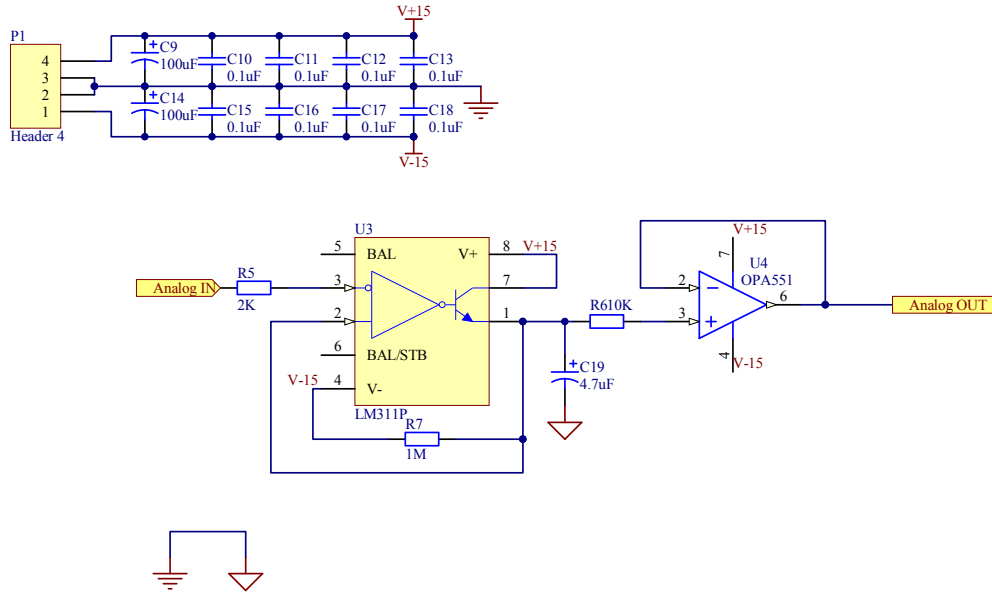 V+15
P1
4
3
2
1
Header 4
C9
100uF
C10
0.1uF
C11
0.1uF
C12
0.1uF
C13
0.1uF
C14
100uF
C15
0.1uF
C16
0.1uF
C17
0.1uF
C18
0.1uF
V-15
U3
5
BAL
V+
8
V+15
Analog IN
R5
2K
3
7
2
1
6
BAL/STB
V-15
4
V-
LM311P
R7
1M
R610K
C19
4.7uF
V+15
7
U4
OPA551
2
3
6
4
V-15
Analog OUT